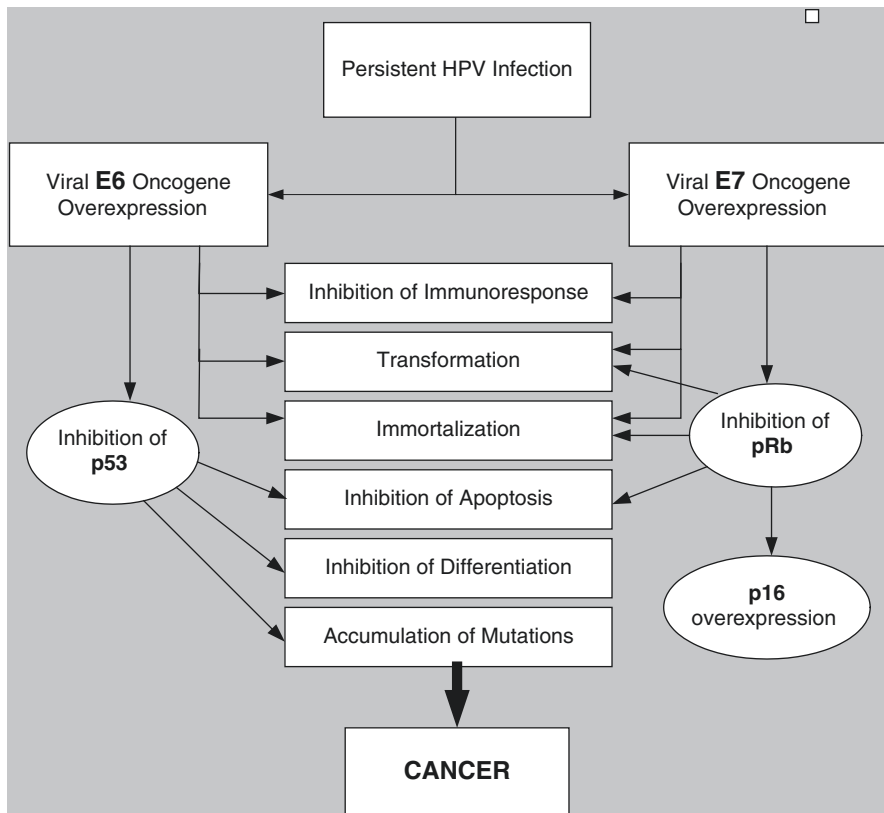 Persistent HPV Infection
Viral E6 Oncogene
Overexpression
Viral E7 Oncogene
Overexpression
Inhibition of Immunoresponse
Transformation
Immortalization
Inhibition of
p53
Inhibition of
pRb
Inhibition of Apoptosis
Inhibition of Differentiation
p16
overexpression
Accumulation of Mutations
CANCER